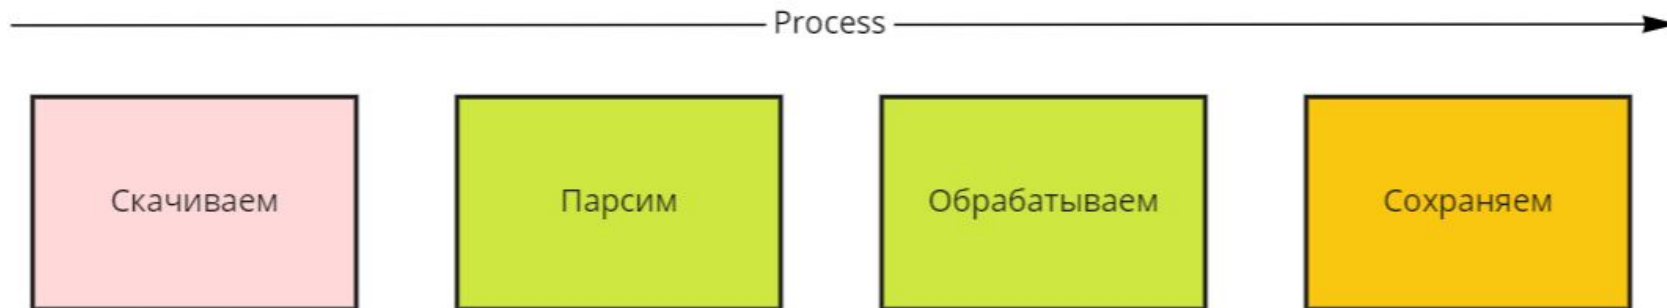 Process
Скачиваем
Парсим
Обрабатываем
Сохраняем